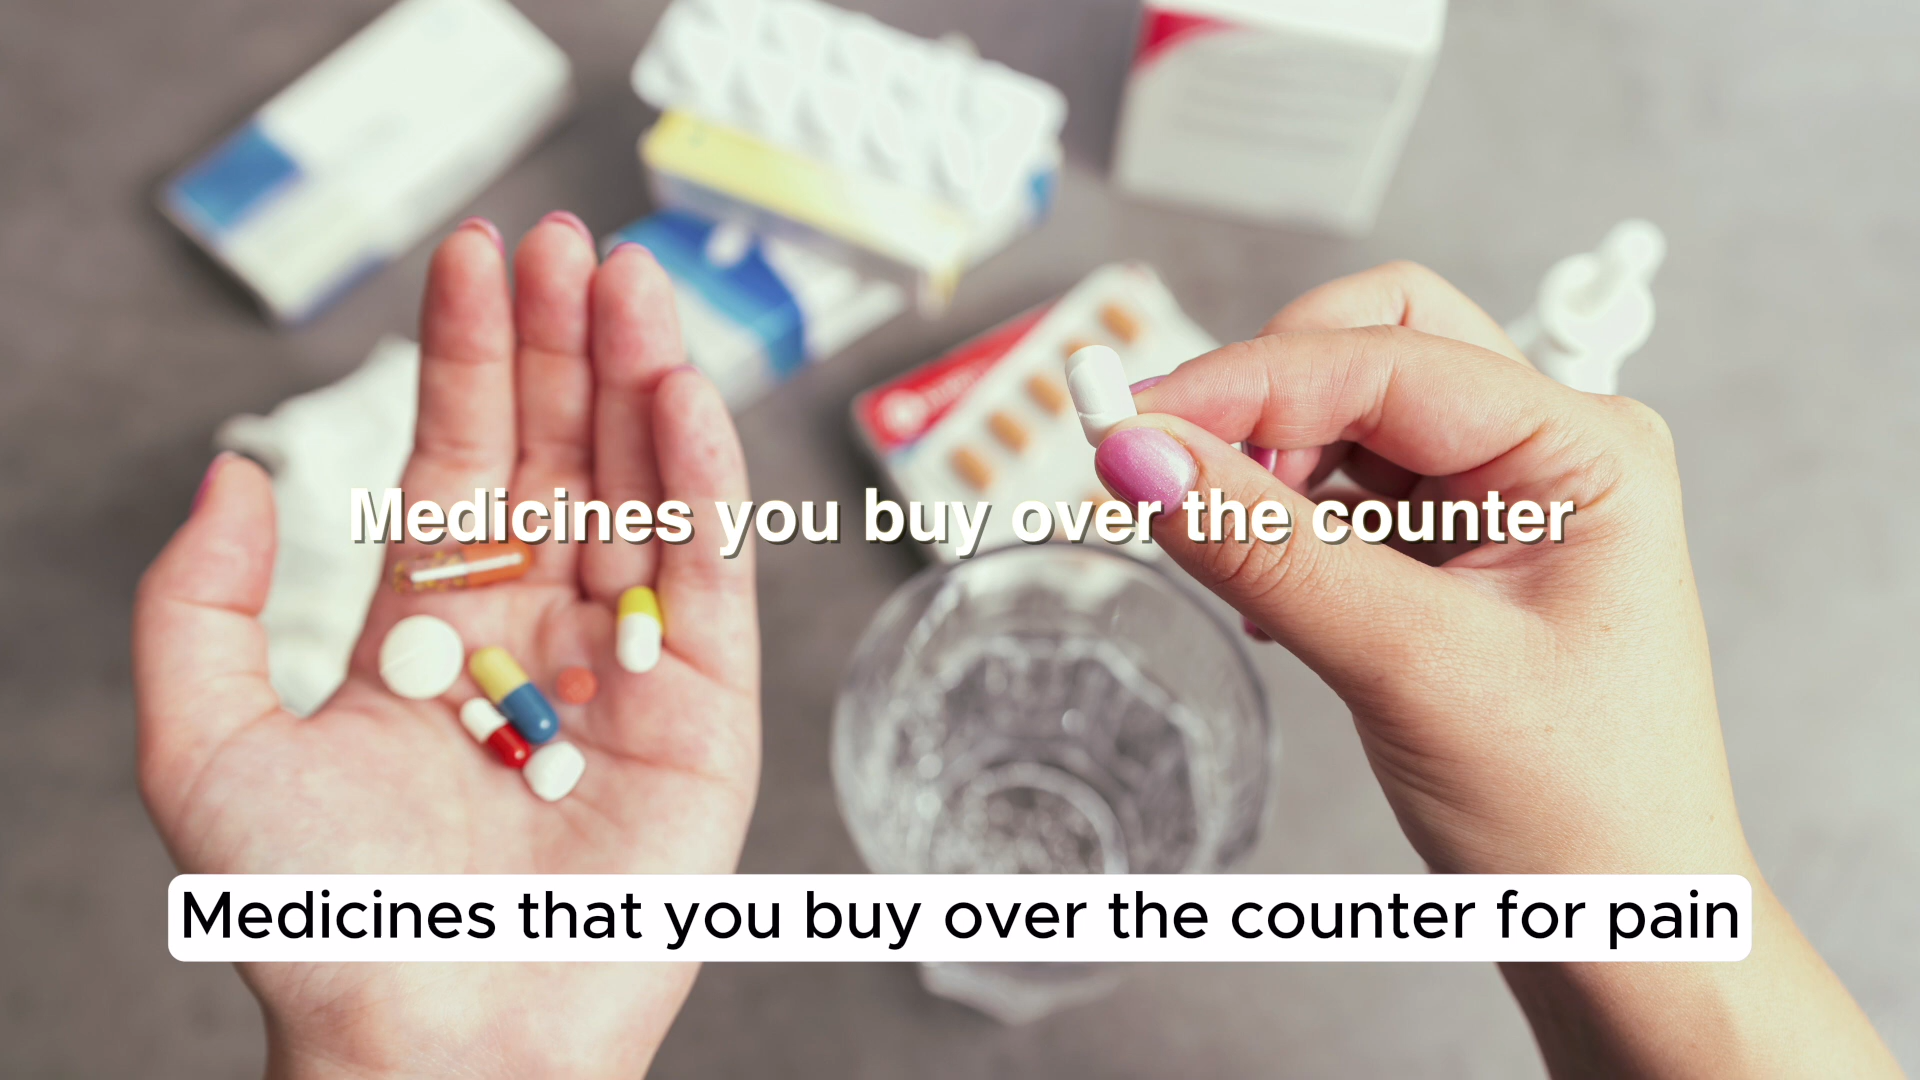 Medicines you buy over the counter
Medicines that you buy over the counter for pain